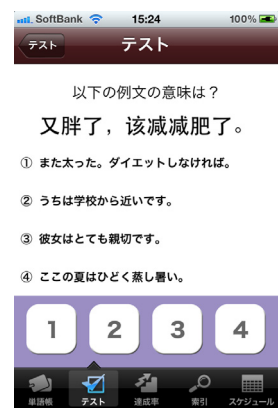 SoftBank 15:24 100%
テスト テスト
以下の例文の意味は？
又胖了，该减减肥了。
① また太った。ダイエットしなければ。
② うちは学校から近いです。
③ 彼女はとても親切です。
④ ここの夏はひどく蒸し暑い。
1 2 3 4
単語帳 テスト 達成率 索引 スケジュール